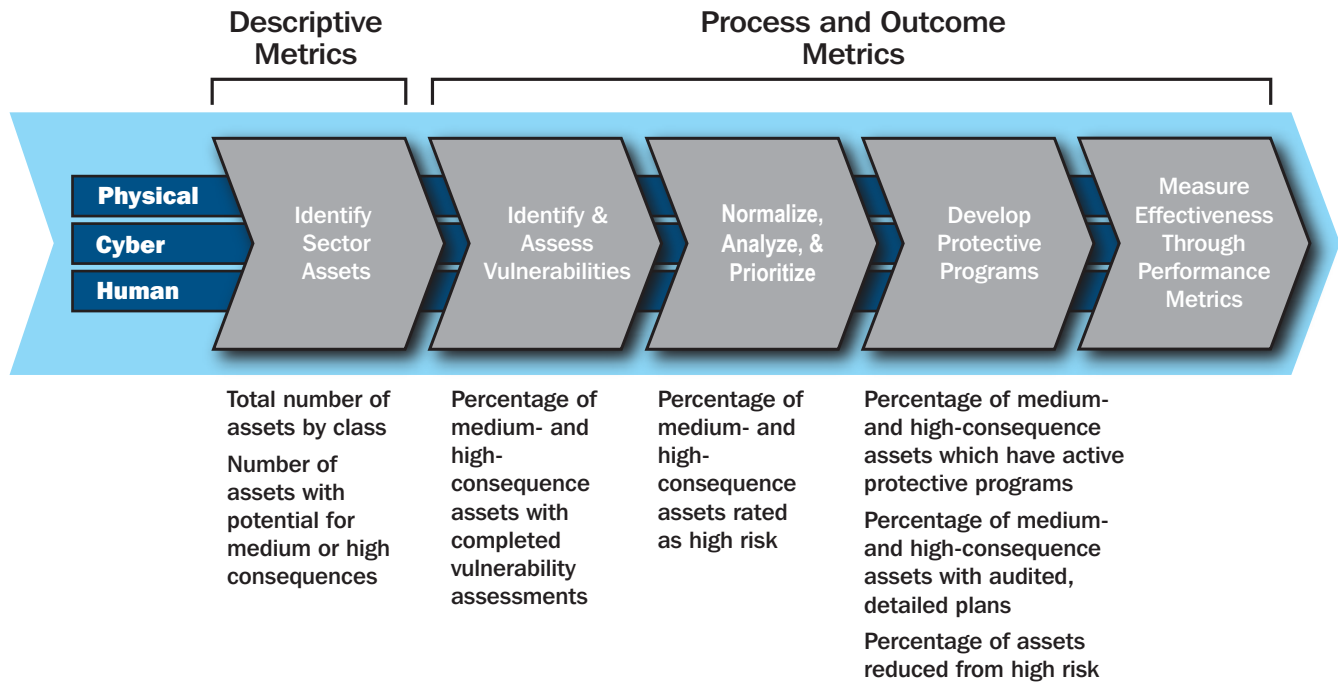 Descriptive
Metrics
Process and Outcome
Metrics
Physical
Cyber
Human
Identify
Sector
Assets
Identify &
Assess
Vulnerabilities
Normalize,
Analyze, &
Prioritize
Develop
Protective
Programs
Measure
Effectiveness
Through
Performance
Metrics
Total number of
assets by class
Number of
assets with
potential for
medium or high
consequences
Percentage of
medium- and
high-
consequence
assets with
completed
vulnerability
assessments
Percentage of
medium- and
high-
consequence
assets rated
as high risk
Percentage of medium-
and high-consequence
assets which have active
protective programs
Percentage of medium-
and high-consequence
assets with audited,
detailed plans
Percentage of assets
reduced from high risk